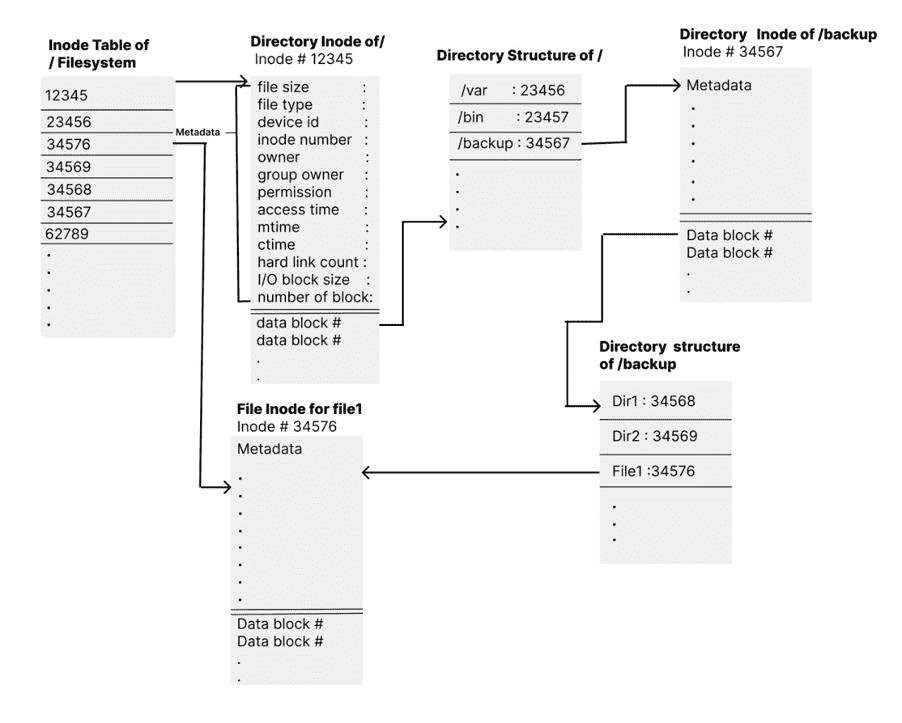 Inode Table of
/ Filesystem
12345
23456
34576
34569
34568
34567
62789
Metadata
Directory Inode of/
Inode # 12345
file size :
file type :
device id :
inode number :
owner :
group owner :
permission :
access time :
mtime :
ctime :
hard link count :
I/O block size :
number of block:
data block #
data block #
Directory Structure of /
/var : 23456
/bin : 23457
/backup : 34567
Directory Inode of /backup
Inode # 34567
Metadata
Data block #
Data block #
Directory structure
of /backup
Dir1 : 34568
Dir2 : 34569
File1 :34576
File Inode for file1
Inode # 34576
Metadata
Data block #
Data block #